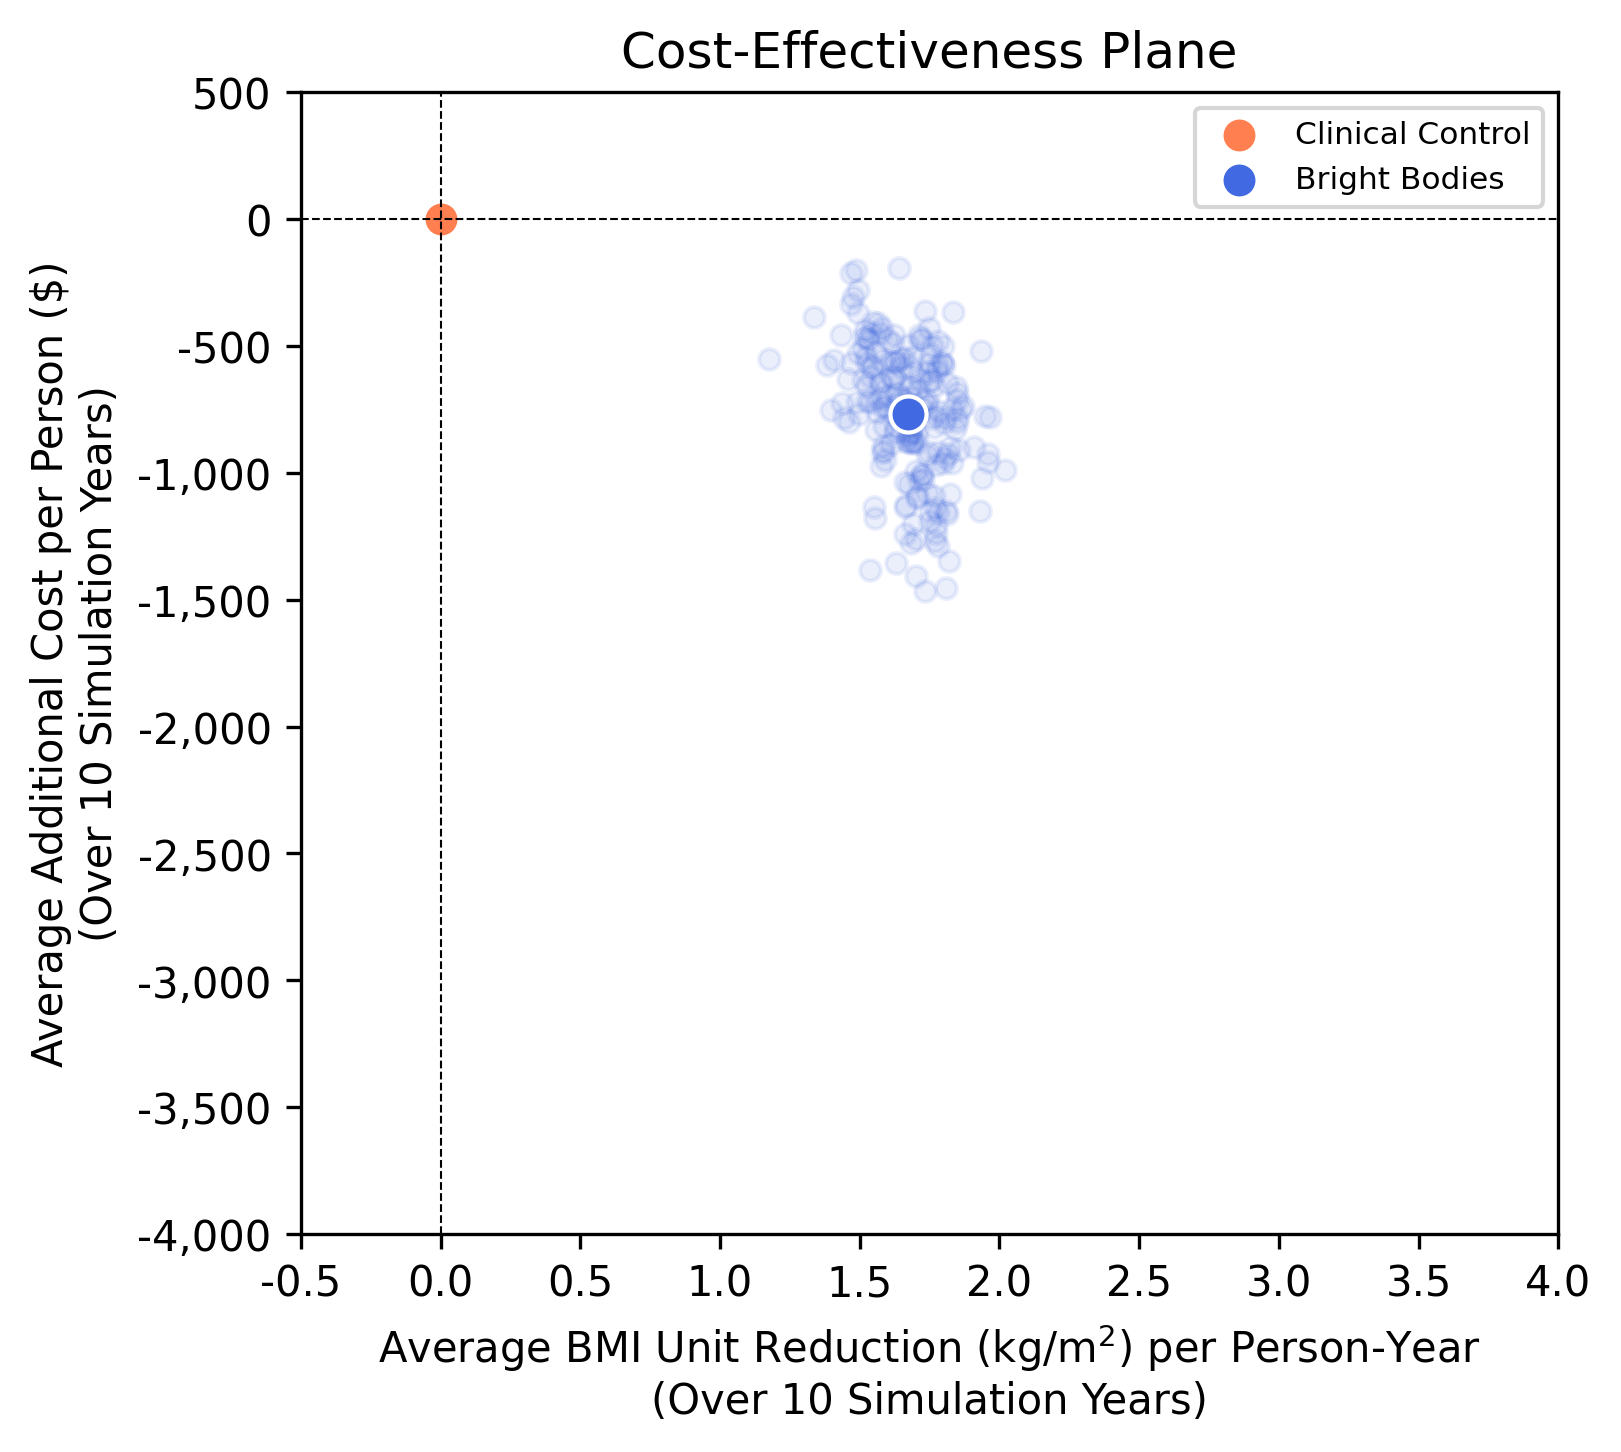 Cost-Effectiveness Plane
Clinical Control
Bright Bodies
500
0
-500
-1,000
-1,500
-2,000
-2,500
-3,000
-3,500
-4,000
Average Additional Cost per Person ($)
(Over 10 Simulation Years)
-0.5 0.0 0.5 1.0 1.5 2.0 2.5 3.0 3.5 4.0
Average BMI Unit Reduction (kg/m²) per Person-Year
(Over 10 Simulation Years)